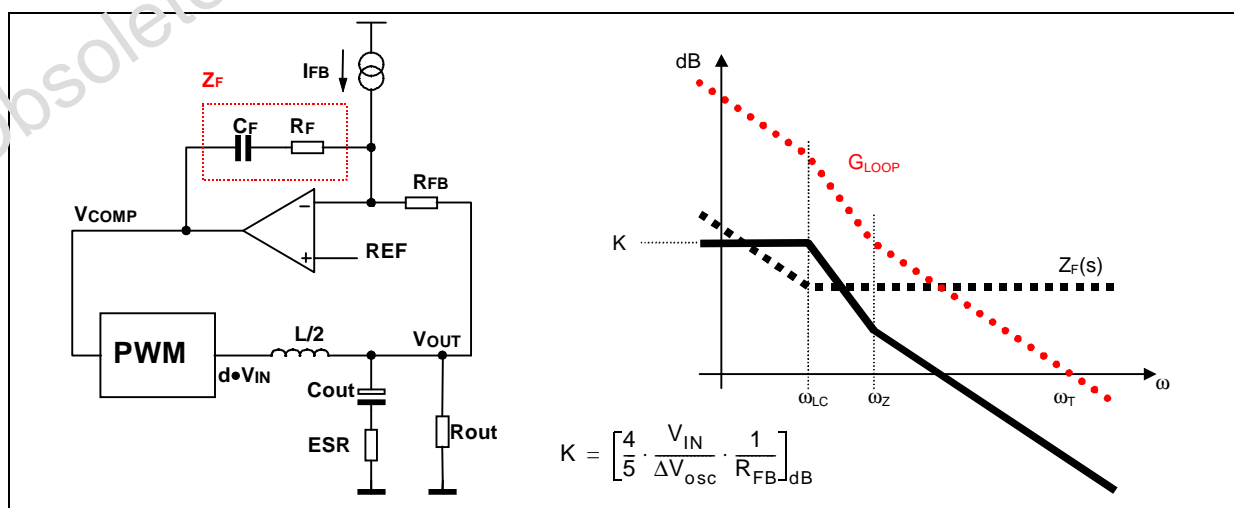 obsolete
IFB
ZF
CF RF
RFB
VCOMP
−
+
REF
PWM
d•VIN
L/2
VOUT
Cout
ESR
Rout
dB
GLOOP
K
ZF(s)
ωLC
ωZ
ωT
ω
K = [4/5 · VIN/ΔVosc · 1/RFB]dB